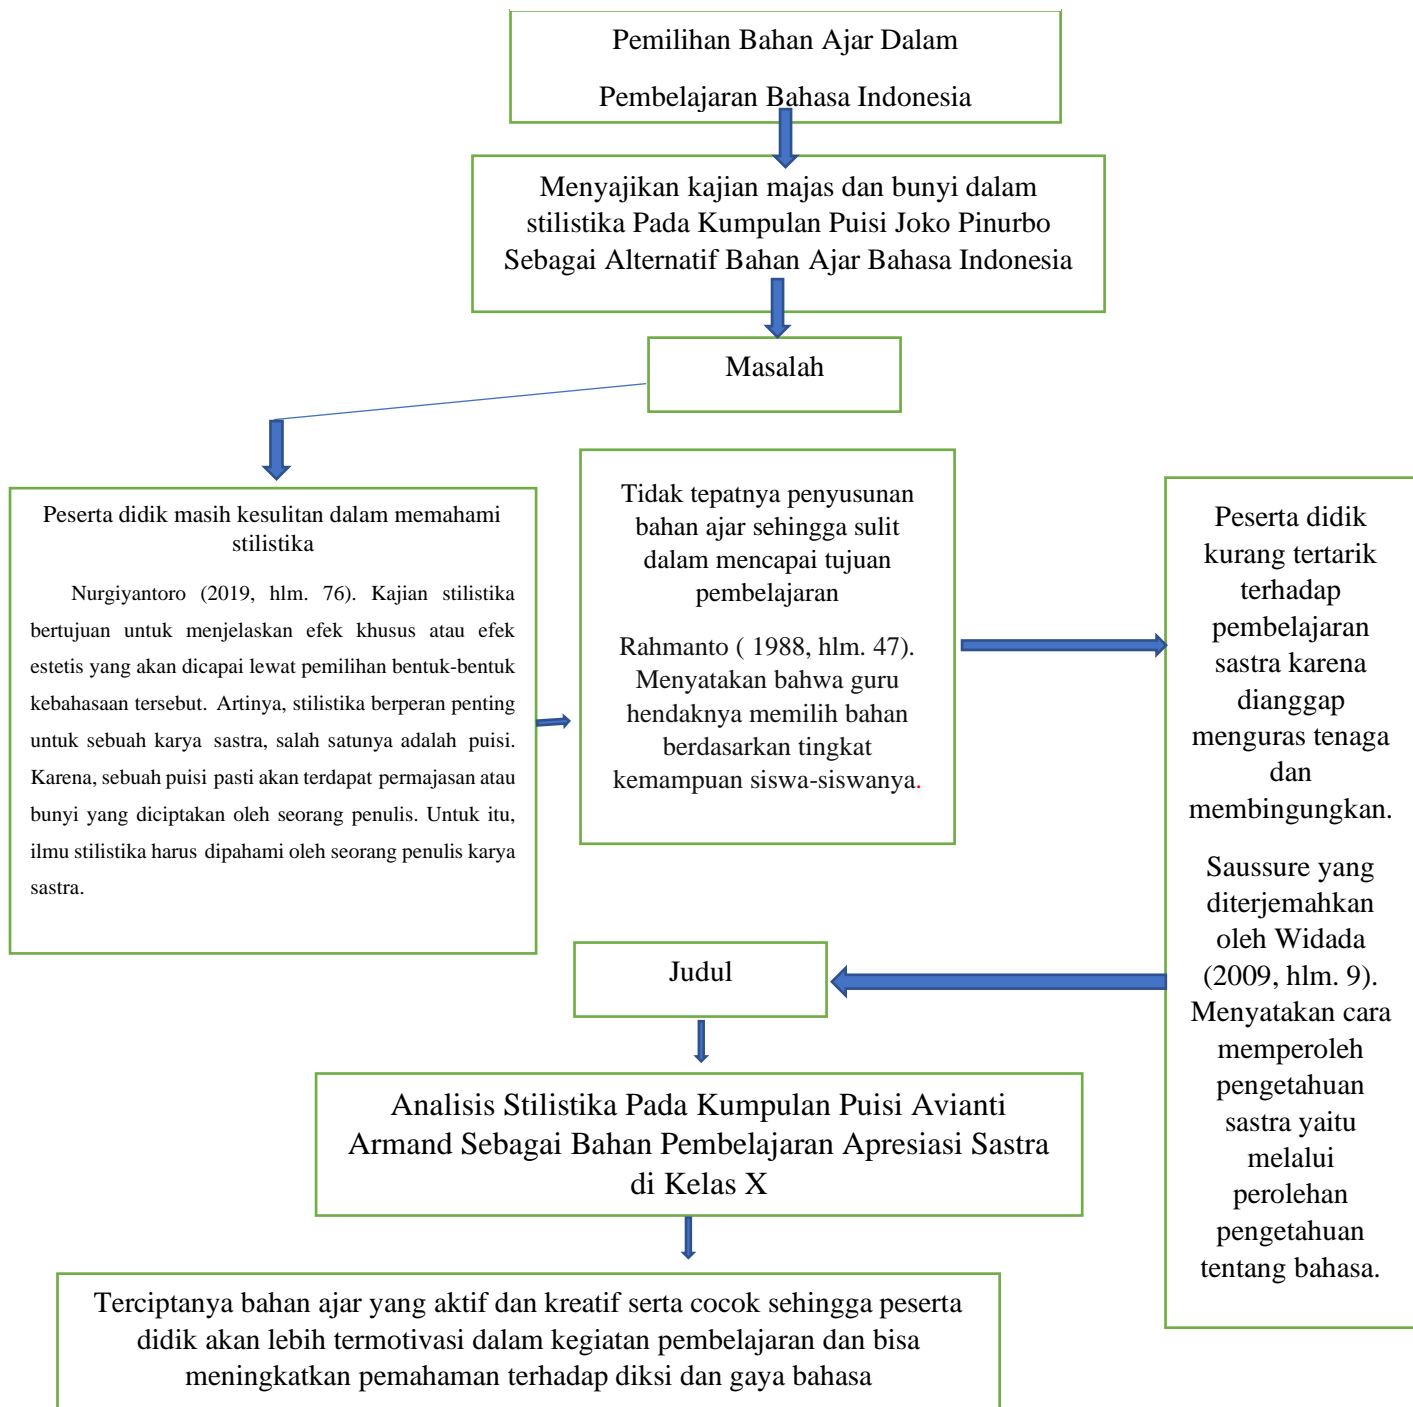 Pemilihan Bahan Ajar Dalam
Pembelajaran Bahasa Indonesia
Menyajikan kajian majas dan bunyi dalam
stilistika Pada Kumpulan Puisi Joko Pinurbo
Sebagai Alternatif Bahan Ajar Bahasa Indonesia
Masalah
Peserta didik masih kesulitan dalam memahami
stilistika
Nurgiyantoro (2019, hlm. 76). Kajian stilistika
bertujuan untuk menjelaskan efek khusus atau efek
estetis yang akan dicapai lewat pemilihan bentuk-bentuk
kebahasaan tersebut. Artinya, stilistika berperan penting
untuk sebuah karya sastra, salah satunya adalah puisi.
Karena, sebuah puisi pasti akan terdapat permajasan atau
bunyi yang diciptakan oleh seorang penulis. Untuk itu,
ilmu stilistika harus dipahami oleh seorang penulis karya
sastra.
Tidak tepatnya penyusunan
bahan ajar sehingga sulit
dalam mencapai tujuan
pembelajaran
Rahmanto ( 1988, hlm. 47).
Menyatakan bahwa guru
hendaknya memilih bahan
berdasarkan tingkat
kemampuan siswa-siswanya.
Peserta didik
kurang tertarik
terhadap
pembelajaran
sastra karena
dianggap
menguras tenaga
dan
membingungkan.
Saussure yang
diterjemahkan
oleh Widada
(2009, hlm. 9).
Menyatakan cara
memperoleh
pengetahuan
sastra yaitu
melalui
perolehan
pengetahuan
tentang bahasa.
Judul
Analisis Stilistika Pada Kumpulan Puisi Avianti
Armand Sebagai Bahan Pembelajaran Apresiasi Sastra
di Kelas X
Terciptanya bahan ajar yang aktif dan kreatif serta cocok sehingga peserta
didik akan lebih termotivasi dalam kegiatan pembelajaran dan bisa
meningkatkan pemahaman terhadap diksi dan gaya bahasa